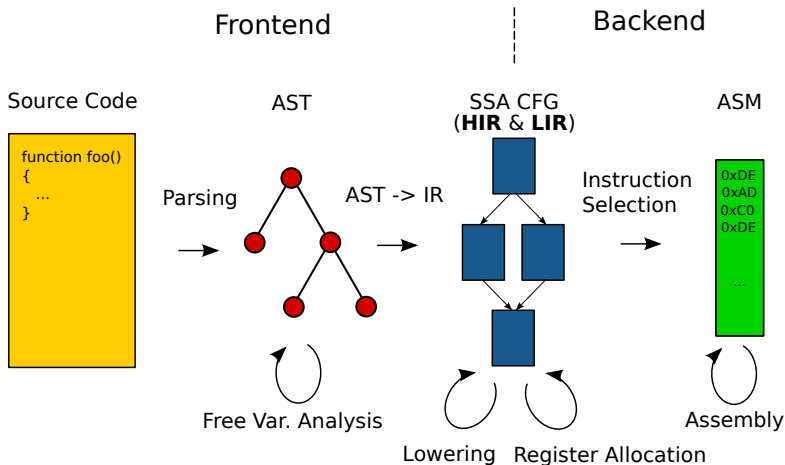 Frontend
Backend
Source Code
AST
SSA CFG
(HIR & LIR)
ASM
function foo()
{
...
}
Parsing
AST -> IR
Instruction
Selection
0xDE
0xAD
0xC0
0xDE
...
Free Var. Analysis
Lowering
Register Allocation
Assembly